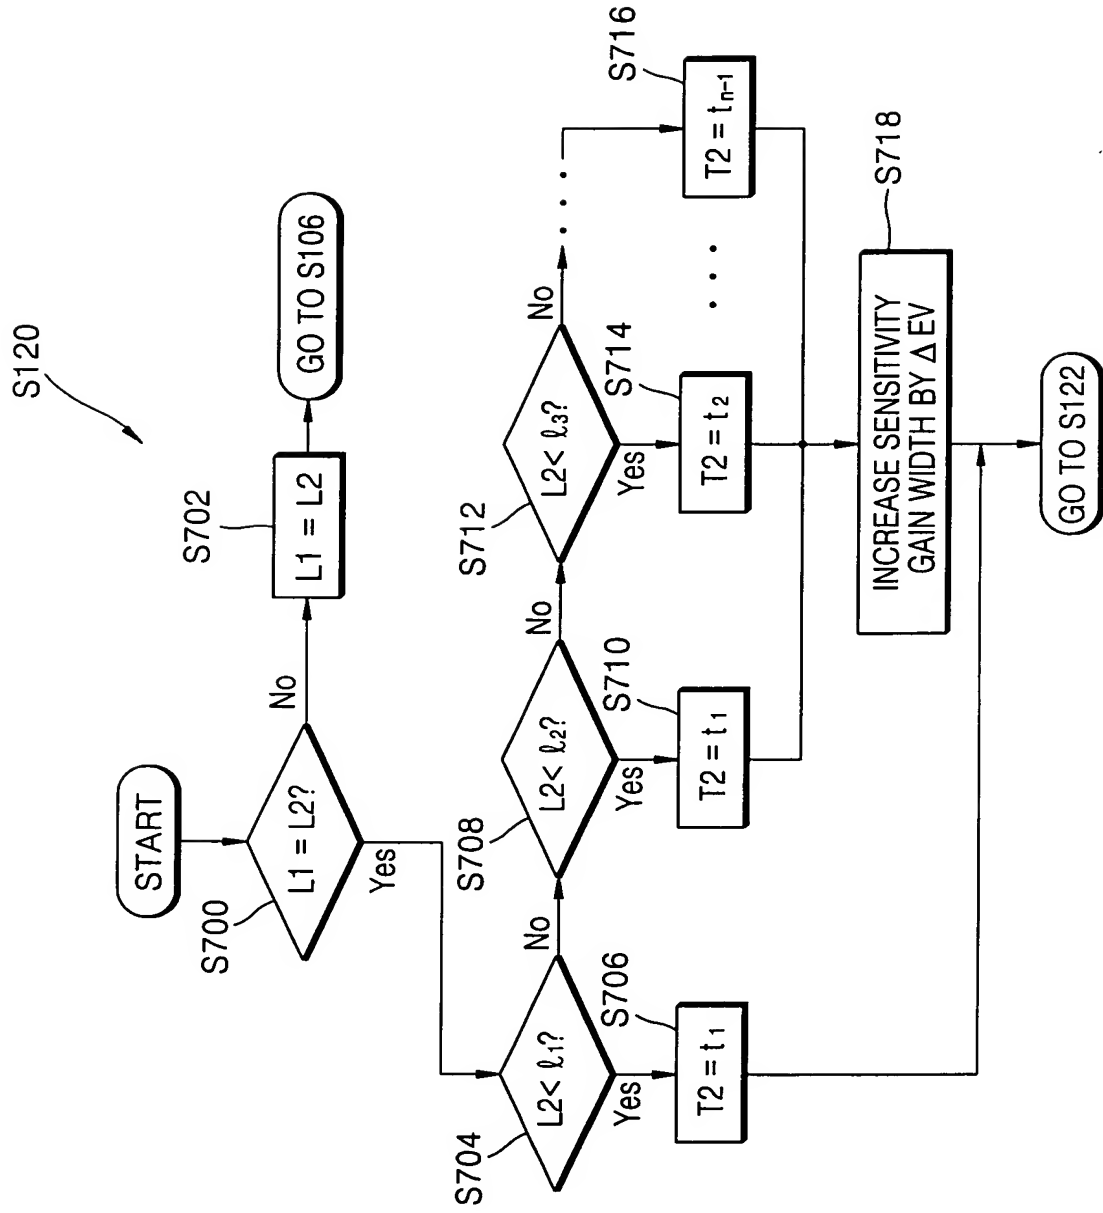 S120
START
S700
L1 = L2?
No
Yes
S702
L1 = L2
GO TO S106
S704
L2< ℓ1?
No
Yes
S706
T2 = t1
S708
L2< ℓ2?
No
Yes
S710
T2 = t1
S712
L2< ℓ3?
No
Yes
S714
T2 = t2
. . .
. . .
S716
T2 = tn-1
S718
INCREASE SENSITIVITY
GAIN WIDTH BY Δ EV
GO TO S122